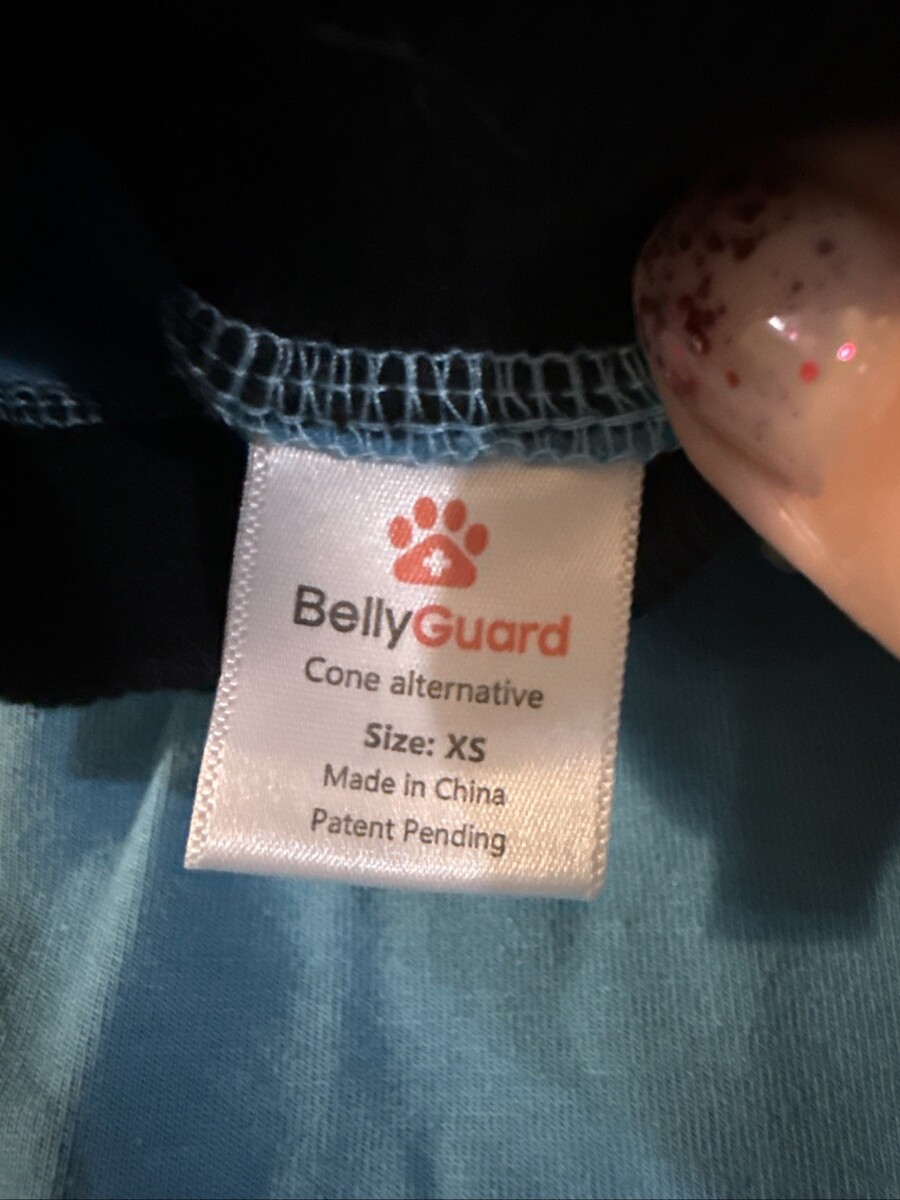 BellyGuard
Cone alternative
Size: XS
Made in China
Patent Pending